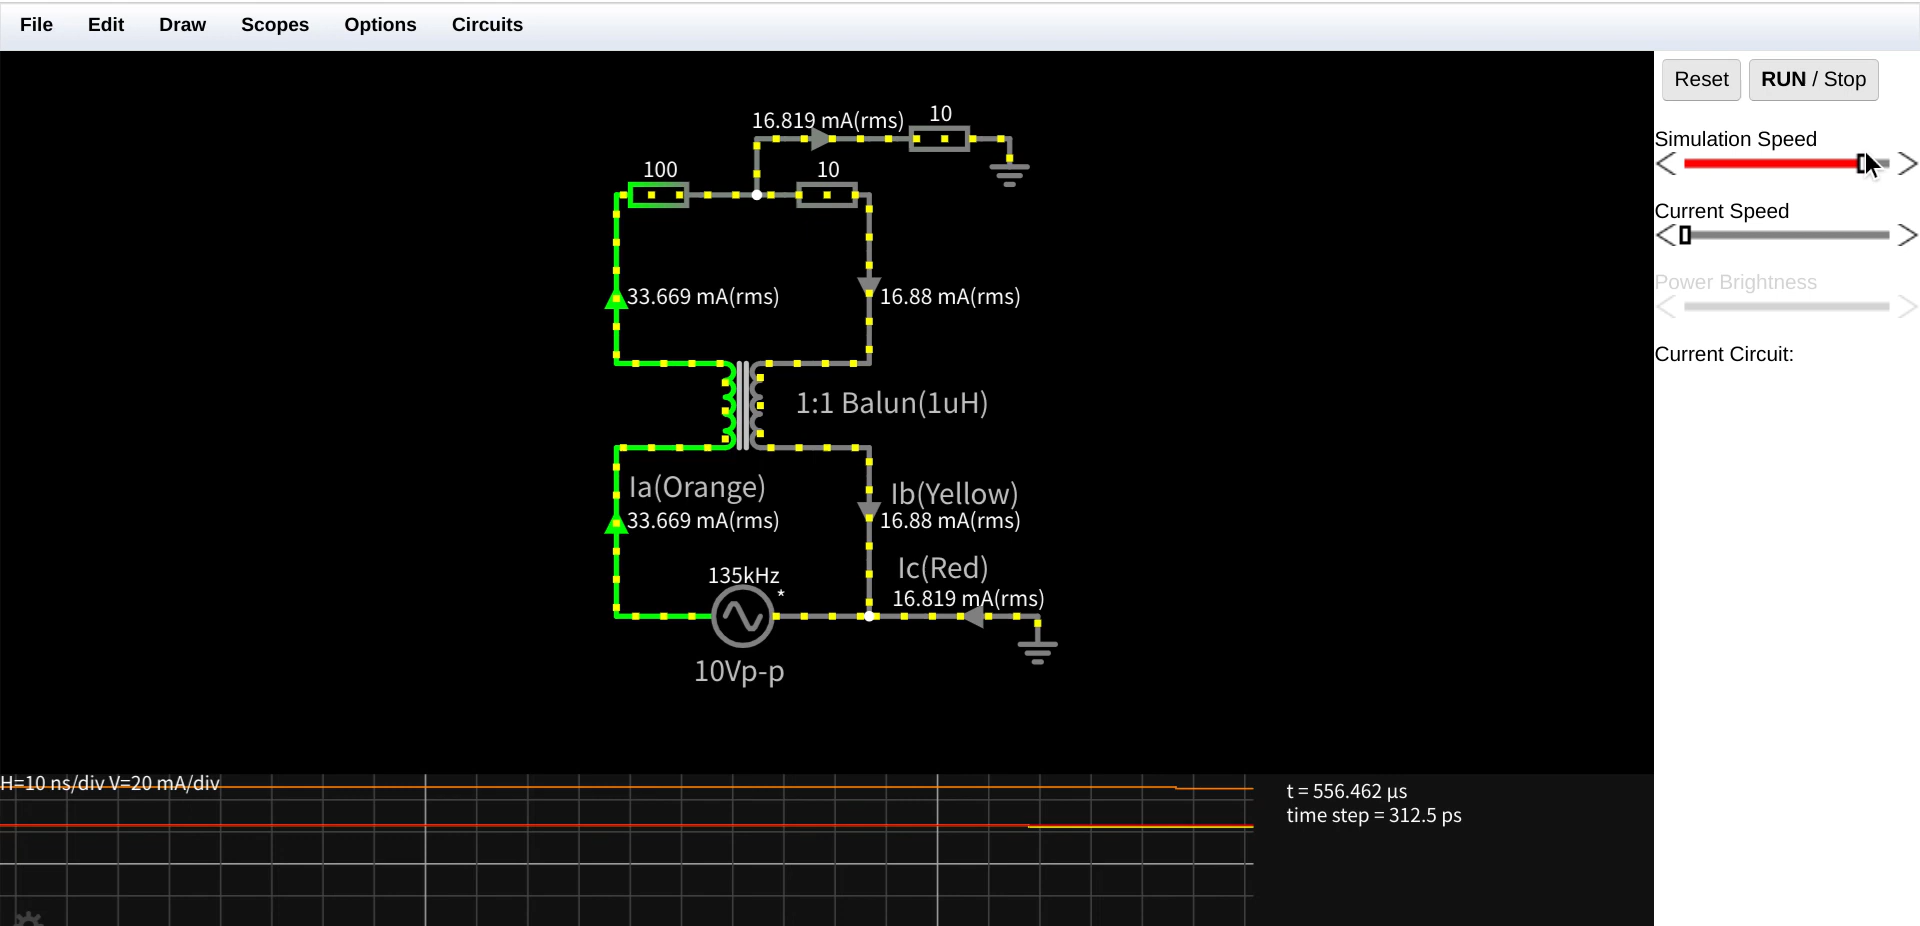 File Edit Draw Scopes Options Circuits
Reset RUN / Stop
Simulation Speed
Current Speed
Power Brightness
Current Circuit:
16.819 mA(rms) 10
100 10
33.669 mA(rms) 16.88 mA(rms)
1:1 Balun(1uH)
Ia(Orange) Ib(Yellow)
33.669 mA(rms) 16.88 mA(rms)
Ic(Red)
135kHz 16.819 mA(rms)
*
10Vp-p
H=10 ns/div V=20 mA/div
t = 556.462 μs
time step = 312.5 ps